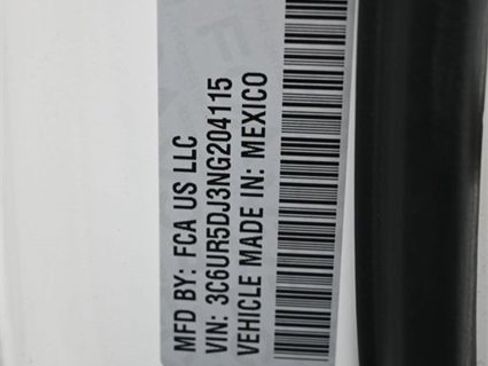 MFD BY: FCA US LLC
VIN: 3C6UR5DJ3NG204115
VEHICLE MADE IN: MEXICO